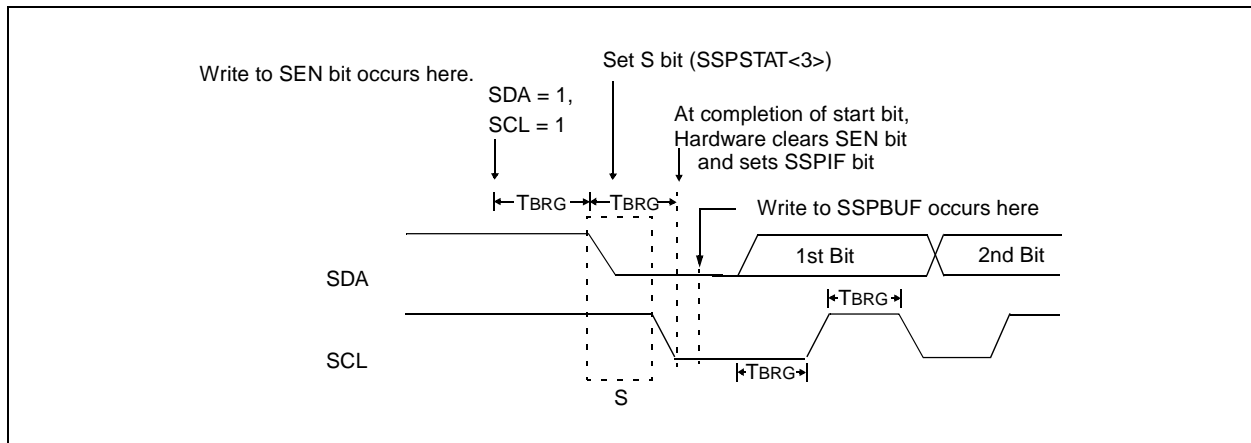 Write to SEN bit occurs here.
Set S bit (SSPSTAT<3>)
SDA = 1,
SCL = 1
At completion of start bit,
Hardware clears SEN bit
and sets SSPIF bit
TBRG
TBRG
Write to SSPBUF occurs here
SDA
1st Bit
2nd Bit
TBRG
SCL
TBRG
S